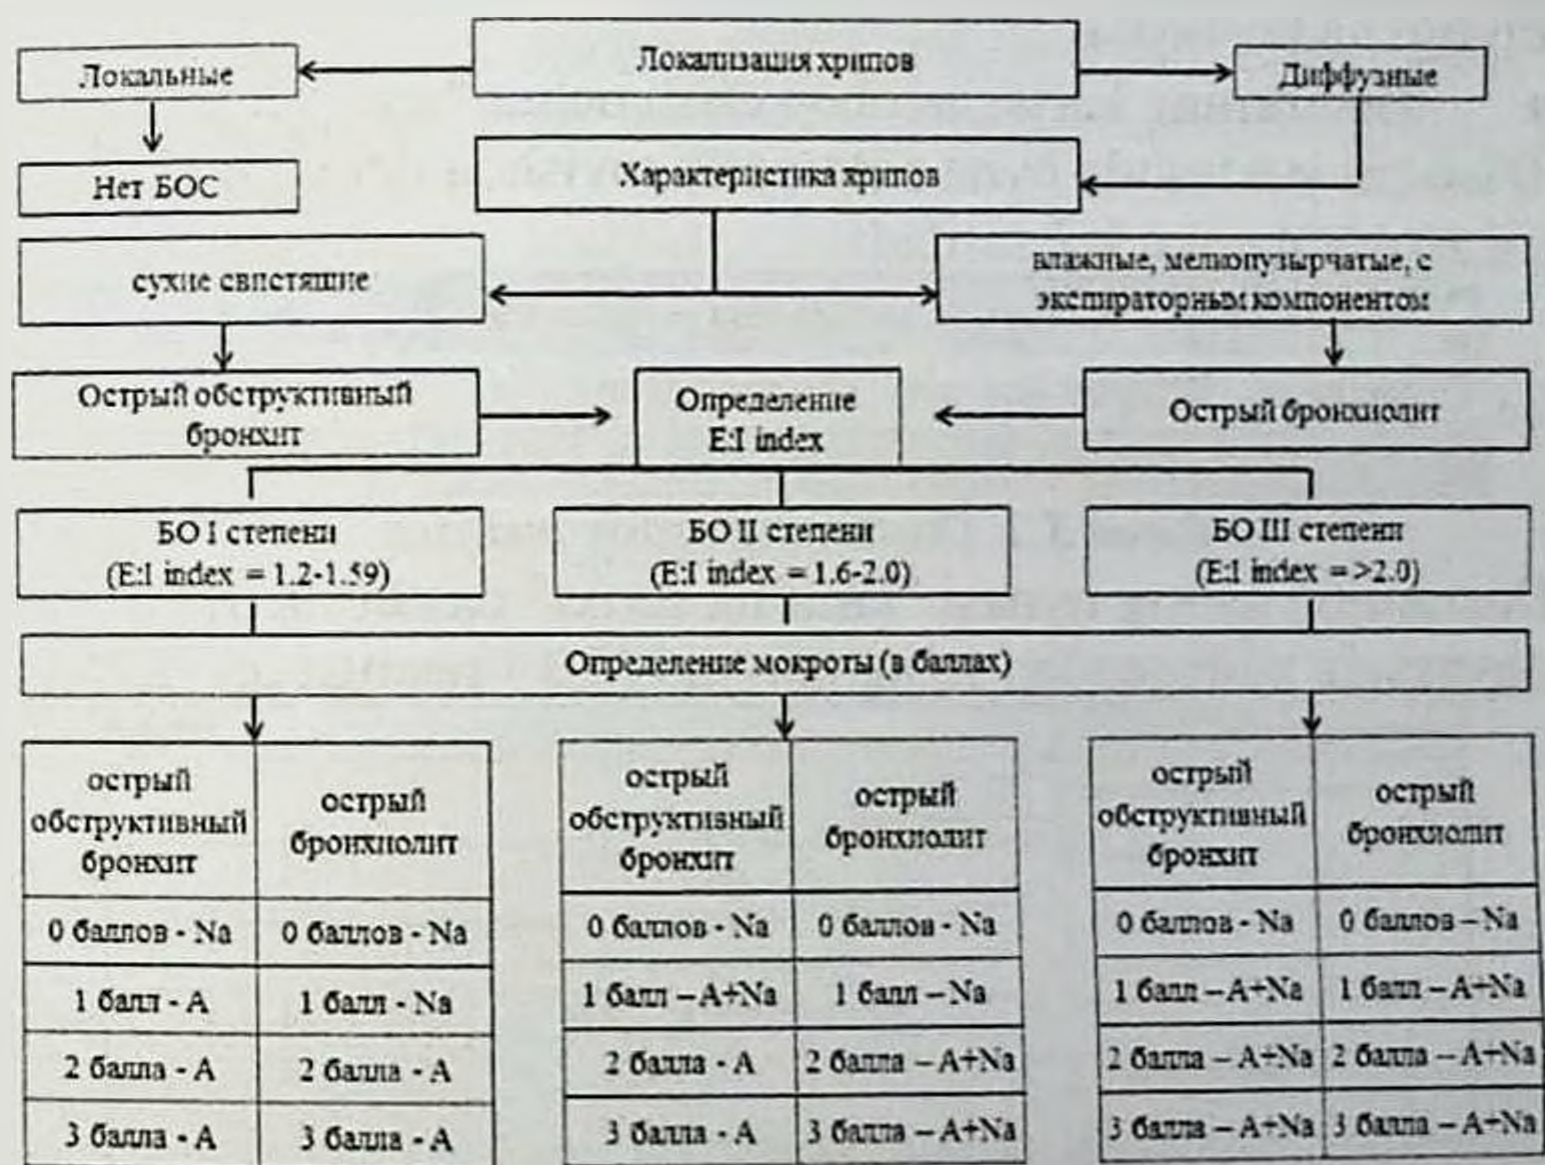 Локализация хрипов
Локальные
Диффузные
Нет БОС
Характеристика хрипов
сухие свистящие
влажные, мелкопузырчатые, с
экспираторным компонентом
Острый обструктивный
бронхит
Определение
E:I index
Острый бронхиолит
БО I степени
(E:I index = 1.2-1.59)
БО II степени
(E:I index = 1.6-2.0)
БО III степени
(E:I index =>2.0)
Определение мокроты (в баллах)
острый
обструктивный
бронхит
острый
бронхиолит
острый
обструктивный
бронхит
острый
бронхиолит
острый
обструктивный
бронхит
острый
бронхиолит
0 баллов - Na
0 баллов - Na
0 баллов - Na
0 баллов - Na
0 баллов - Na
0 баллов – Na
1 балл - A
1 балл - Na
1 балл – A+Na
1 балл – Na
1 балл – A+Na
1 балл – A+Na
2 балла - A
2 балла - A
2 балла - A
2 балла – A+Na
2 балла – A+Na
2 балла – A+Na
3 балла - A
3 балла - A
3 балла - A
3 балла – A+Na
3 балла – A+Na
3 балла – A+Na